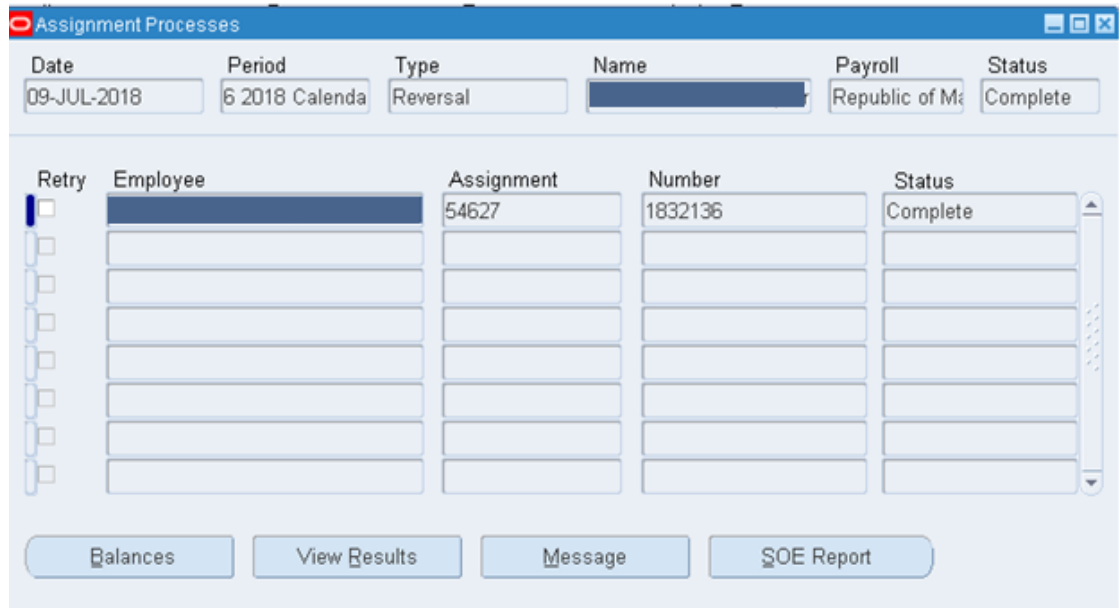 Assignment Processes
Date Period Type Name Payroll Status
09-JUL-2018 6 2018 Calenda Reversal Republic of Ma Complete
Retry Employee Assignment Number Status
54627 1832136 Complete
Balances View Results Message SOE Report